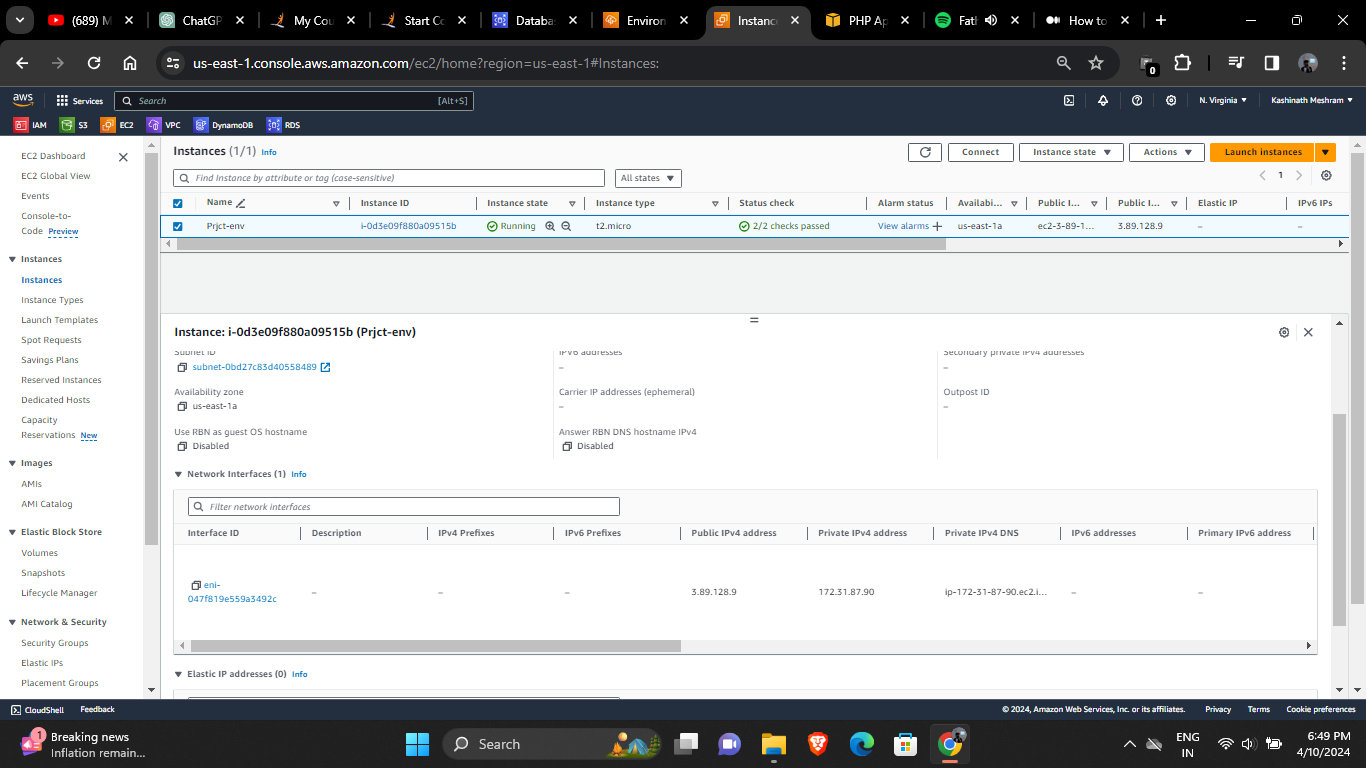 (689) M
ChatGP
My Cou
Start Co
Databa
Environ
Instanc
PHP Ap
Fatl
How to
us-east-1.console.aws.amazon.com/ec2/home?region=us-east-1#Instances:
0
aws
Services
Search
[Alt+S]
N. Virginia
Kashinath Meshram
IAM
S3
EC2
VPC
DynamoDB
RDS
EC2 Dashboard
EC2 Global View
Events
Console-to-
Code Preview
Instances
Instances
Instance Types
Launch Templates
Spot Requests
Savings Plans
Reserved Instances
Dedicated Hosts
Capacity
Reservations New
Images
AMIs
AMI Catalog
Elastic Block Store
Volumes
Snapshots
Lifecycle Manager
Network & Security
Security Groups
Elastic IPs
Placement Groups
Instances (1/1) Info
Connect
Instance state
Actions
Launch instances
Find Instance by attribute or tag (case-sensitive)
All states
1
Name
Instance ID
Instance state
Instance type
Status check
Alarm status
Availabi...
Public I...
Public I...
Elastic IP
IPv6 IPs
Prjct-env
i-0d3e09f880a09515b
Running
t2.micro
2/2 checks passed
View alarms
us-east-1a
ec2-3-89-1...
3.89.128.9
–
–
Instance: i-0d3e09f880a09515b (Prjct-env)
Subnet ID
subnet-0bd27c83d40558489
Availability zone
us-east-1a
Use RBN as guest OS hostname
Disabled
IPv6 addresses
–
Carrier IP addresses (ephemeral)
–
Answer RBN DNS hostname IPv4
Disabled
Secondary private IPv4 addresses
–
Outpost ID
–
Network Interfaces (1) Info
Filter network interfaces
Interface ID
Description
IPv4 Prefixes
IPv6 Prefixes
Public IPv4 address
Private IPv4 address
Private IPv4 DNS
IPv6 addresses
Primary IPv6 address
eni-
047f819e559a3492c
–
–
–
3.89.128.9
172.31.87.90
ip-172-31-87-90.ec2.i...
–
–
Elastic IP addresses (0) Info
CloudShell
Feedback
© 2024, Amazon Web Services, Inc. or its affiliates.
Privacy
Terms
Cookie preferences
1
Breaking news
Inflation remain...
Search
ENG
IN
6:49 PM
4/10/2024